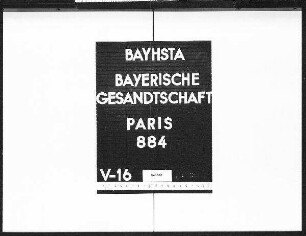 BAYHSTA
BAYERISCHE
GESANDTSCHAFT
PARIS
884
V-16